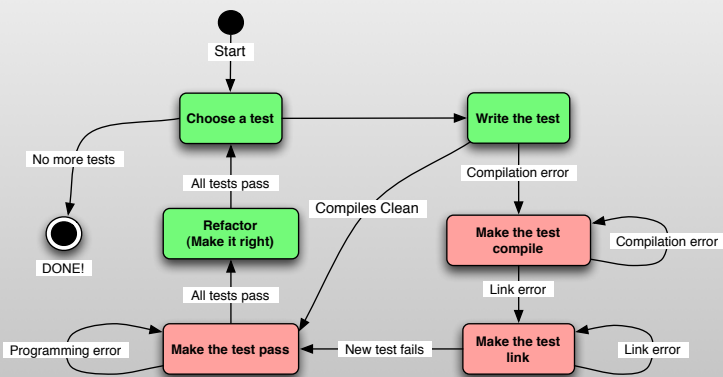 Start
Choose a test
Write the test
No more tests
Compilation error
All tests pass
Compiles Clean
Refactor
(Make it right)
Make the test
compile
Compilation error
DONE!
Link error
All tests pass
Programming error
Make the test pass
New test fails
Make the test
link
Link error